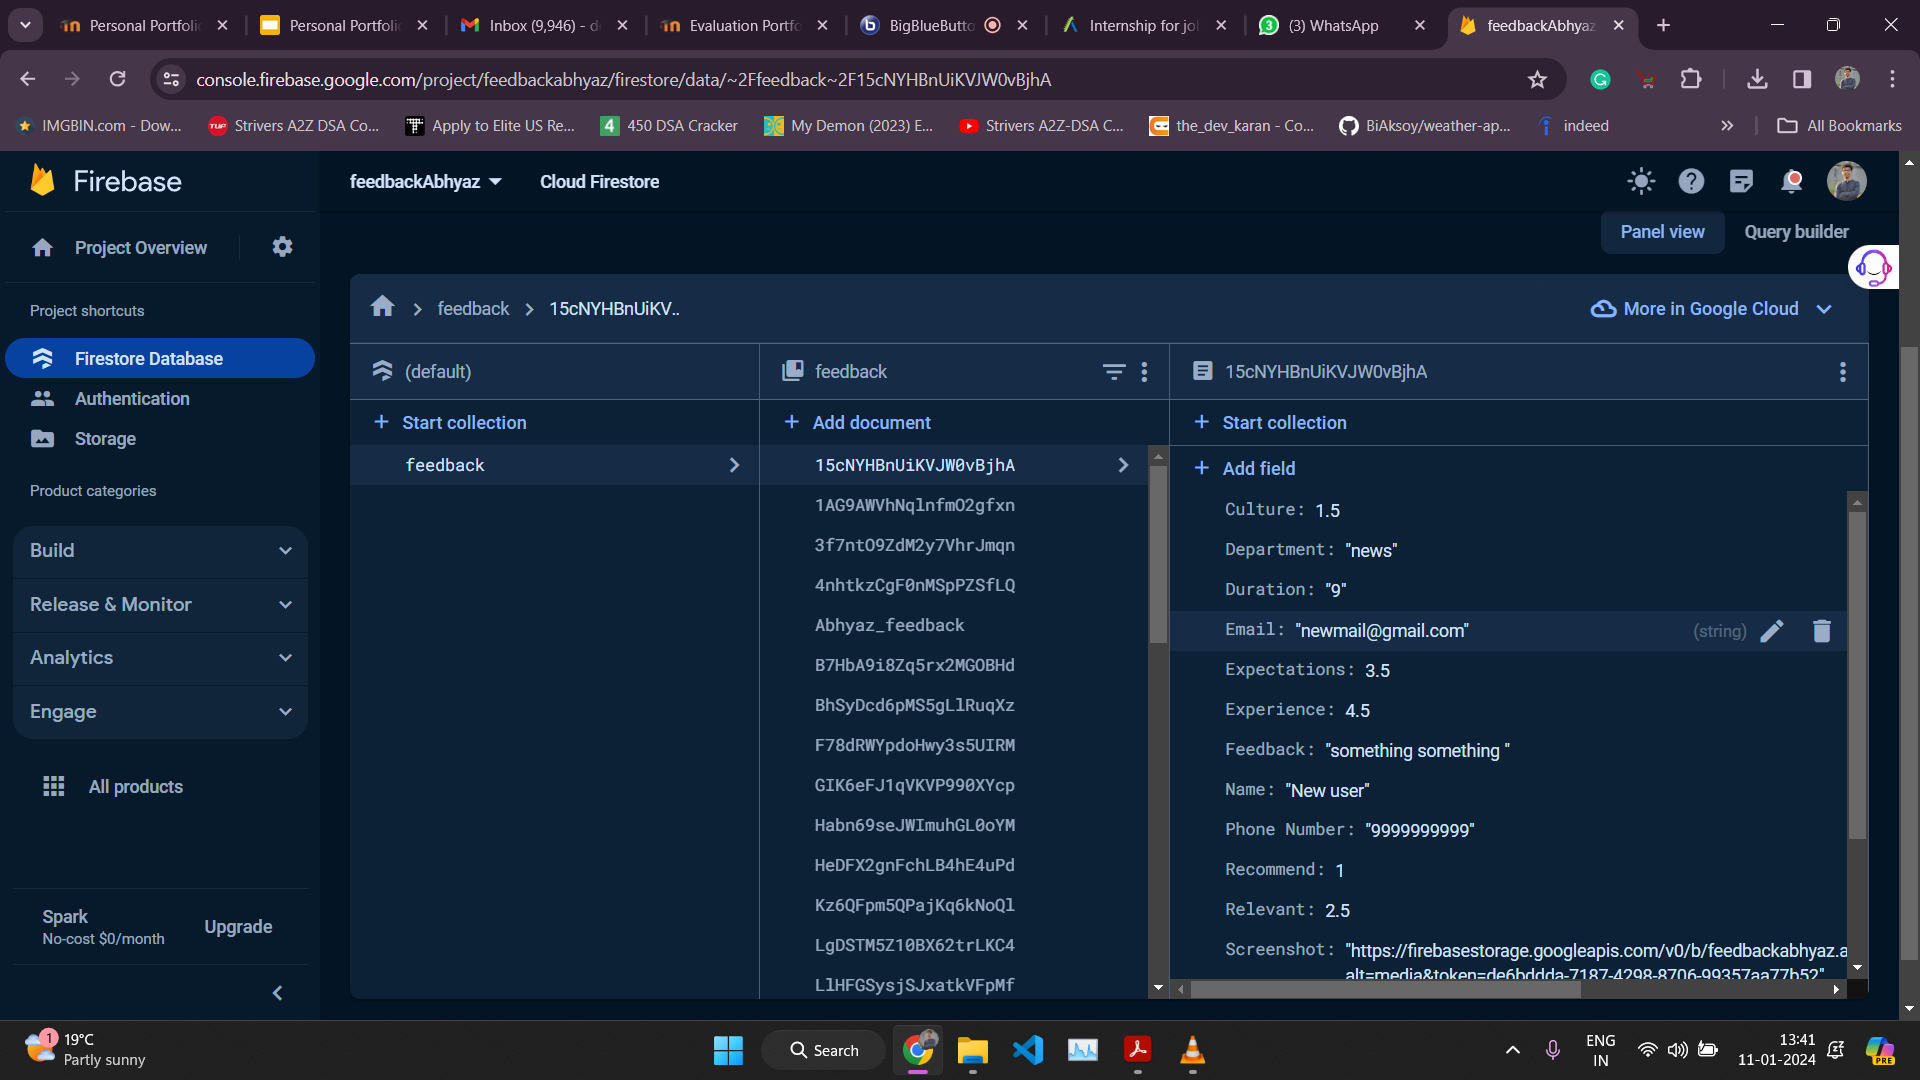 Personal Portfolio
Personal Portfolio
Inbox (9,946) - d
Evaluation Portfo
BigBlueButto
Internship for jo
(3) WhatsApp
feedbackAbhyaz
console.firebase.google.com/project/feedbackabhyaz/firestore/data/~2Ffeedback~2F15cNYHBnUiKVJW0vBjhA
IMGBIN.com - Dow...
Strivers A2Z DSA Co...
Apply to Elite US Re...
450 DSA Cracker
My Demon (2023) E...
Strivers A2Z-DSA C...
the_dev_karan - Co...
BiAksoy/weather-ap...
indeed
All Bookmarks
Firebase
feedbackAbhyaz
Cloud Firestore
Project Overview
Panel view
Query builder
Project shortcuts
Firestore Database
Authentication
Storage
Product categories
Build
Release & Monitor
Analytics
Engage
All products
Spark
No-cost $0/month
Upgrade
feedback
15cNYHBnUiKV..
More in Google Cloud
(default)
Start collection
feedback
feedback
Add document
15cNYHBnUiKVJW0vBjhA
1AG9AWVhNqlnfmO2gfxn
3f7ntO9ZdM2y7VhrJmqn
4nhtkzCgF0nMSpPZSfLQ
Abhyaz_feedback
B7HbA9i8Zq5rx2MGOBHd
BhSyDcd6pMS5gLlRuqXz
F78dRWYpdoHwy3s5UIRM
GIK6eFJ1qVKVP990XYcp
Habn69seJWImuhGL0oYM
HeDFX2gnFchLB4hE4uPd
Kz6QFpm5QPajKq6kNoQl
LgDSTM5Z10BX62trLKC4
LlHFGSysjSJxatkVFpMf
15cNYHBnUiKVJW0vBjhA
Start collection
Add field
Culture: 1.5
Department: "news"
Duration: "9"
Email: "newmail@gmail.com" (string)
Expectations: 3.5
Experience: 4.5
Feedback: "something something "
Name: "New user"
Phone Number: "9999999999"
Recommend: 1
Relevant: 2.5
Screenshot: "https://firebasestorage.googleapis.com/v0/b/feedbackabhyaz.a
alt=media&token=de6bddda-7187-4298-8706-99357aa77b52"
1
19°C
Partly sunny
Search
ENG
IN
13:41
11-01-2024
PRE